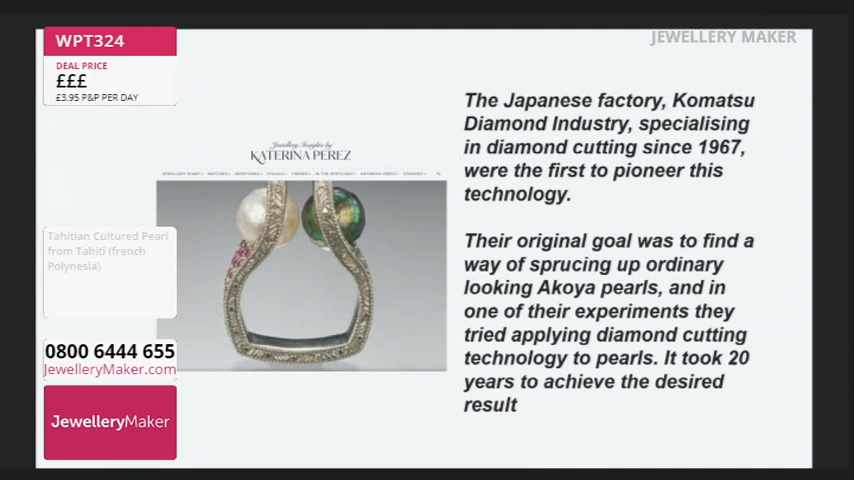 WPT324
DEAL PRICE
£££
£3.95 P&P PER DAY
Tahitian Cultured Pearl
from Tahiti (french
Polynesia)
0800 6444 655
JewelleryMaker.com
JewelleryMaker
JEWELLERY MAKER
Jewellery Insights by
KATERINA PEREZ
The Japanese factory, Komatsu
Diamond Industry, specialising
in diamond cutting since 1967,
were the first to pioneer this
technology.
Their original goal was to find a
way of sprucing up ordinary
looking Akoya pearls, and in
one of their experiments they
tried applying diamond cutting
technology to pearls. It took 20
years to achieve the desired
result